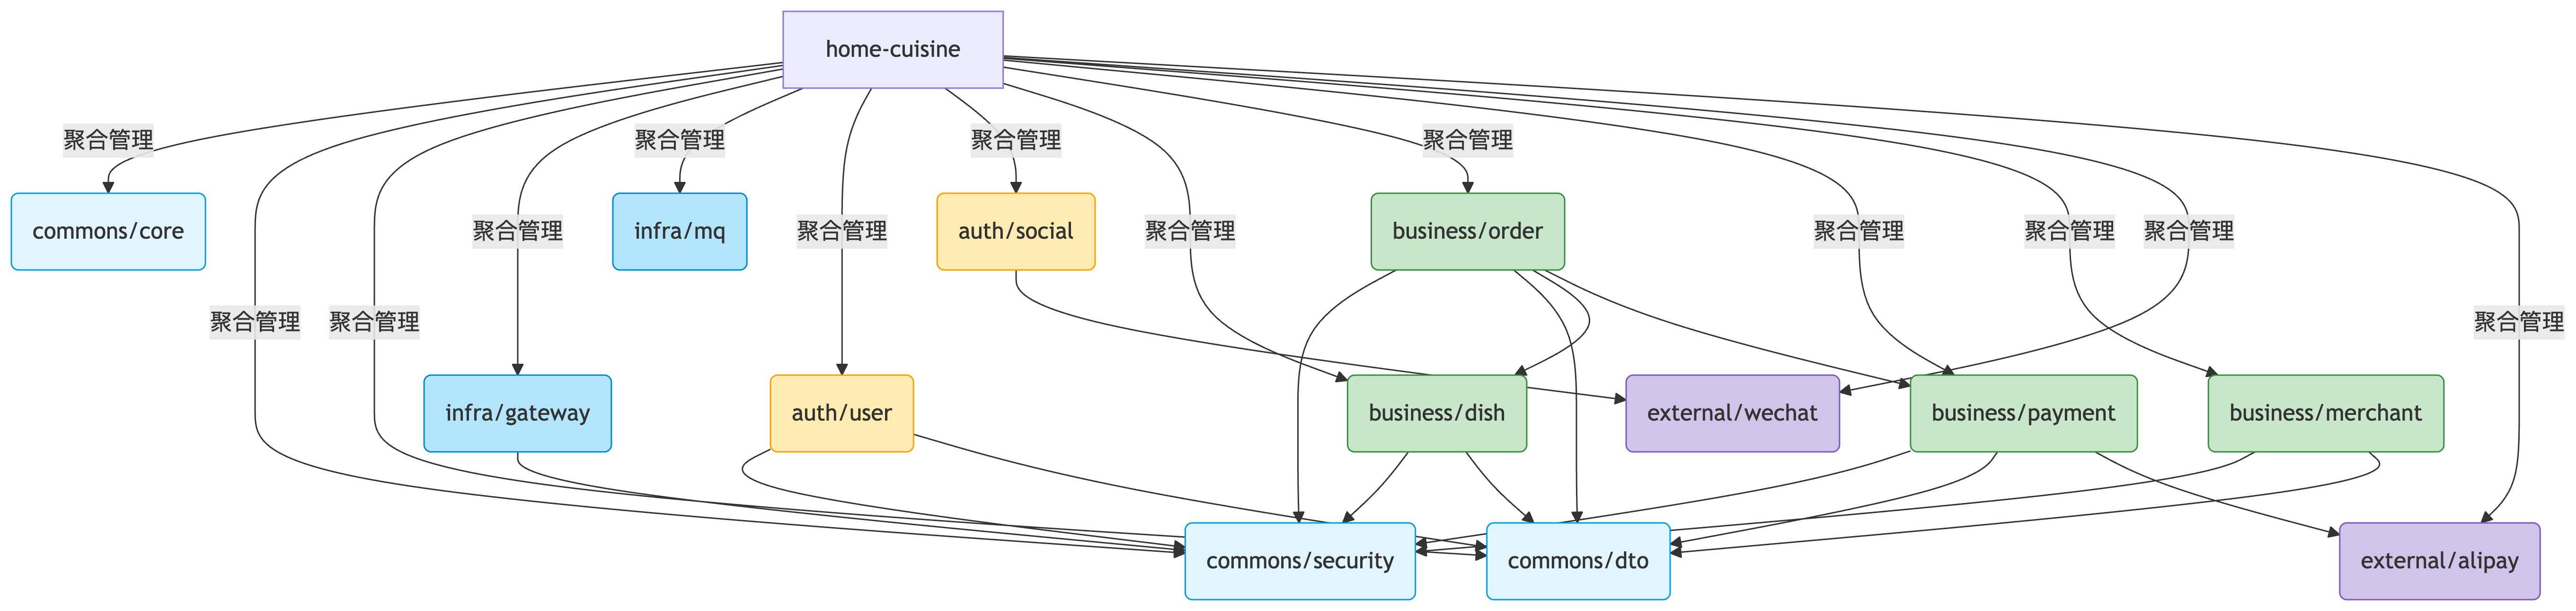 home-cuisine
聚合管理
聚合管理
聚合管理
聚合管理
commons/core
聚合管理
infra/mq
聚合管理
auth/social
聚合管理
business/order
聚合管理
聚合管理
聚合管理
聚合管理
聚合管理
聚合管理
infra/gateway
auth/user
business/dish
external/wechat
business/payment
business/merchant
commons/security
commons/dto
external/alipay